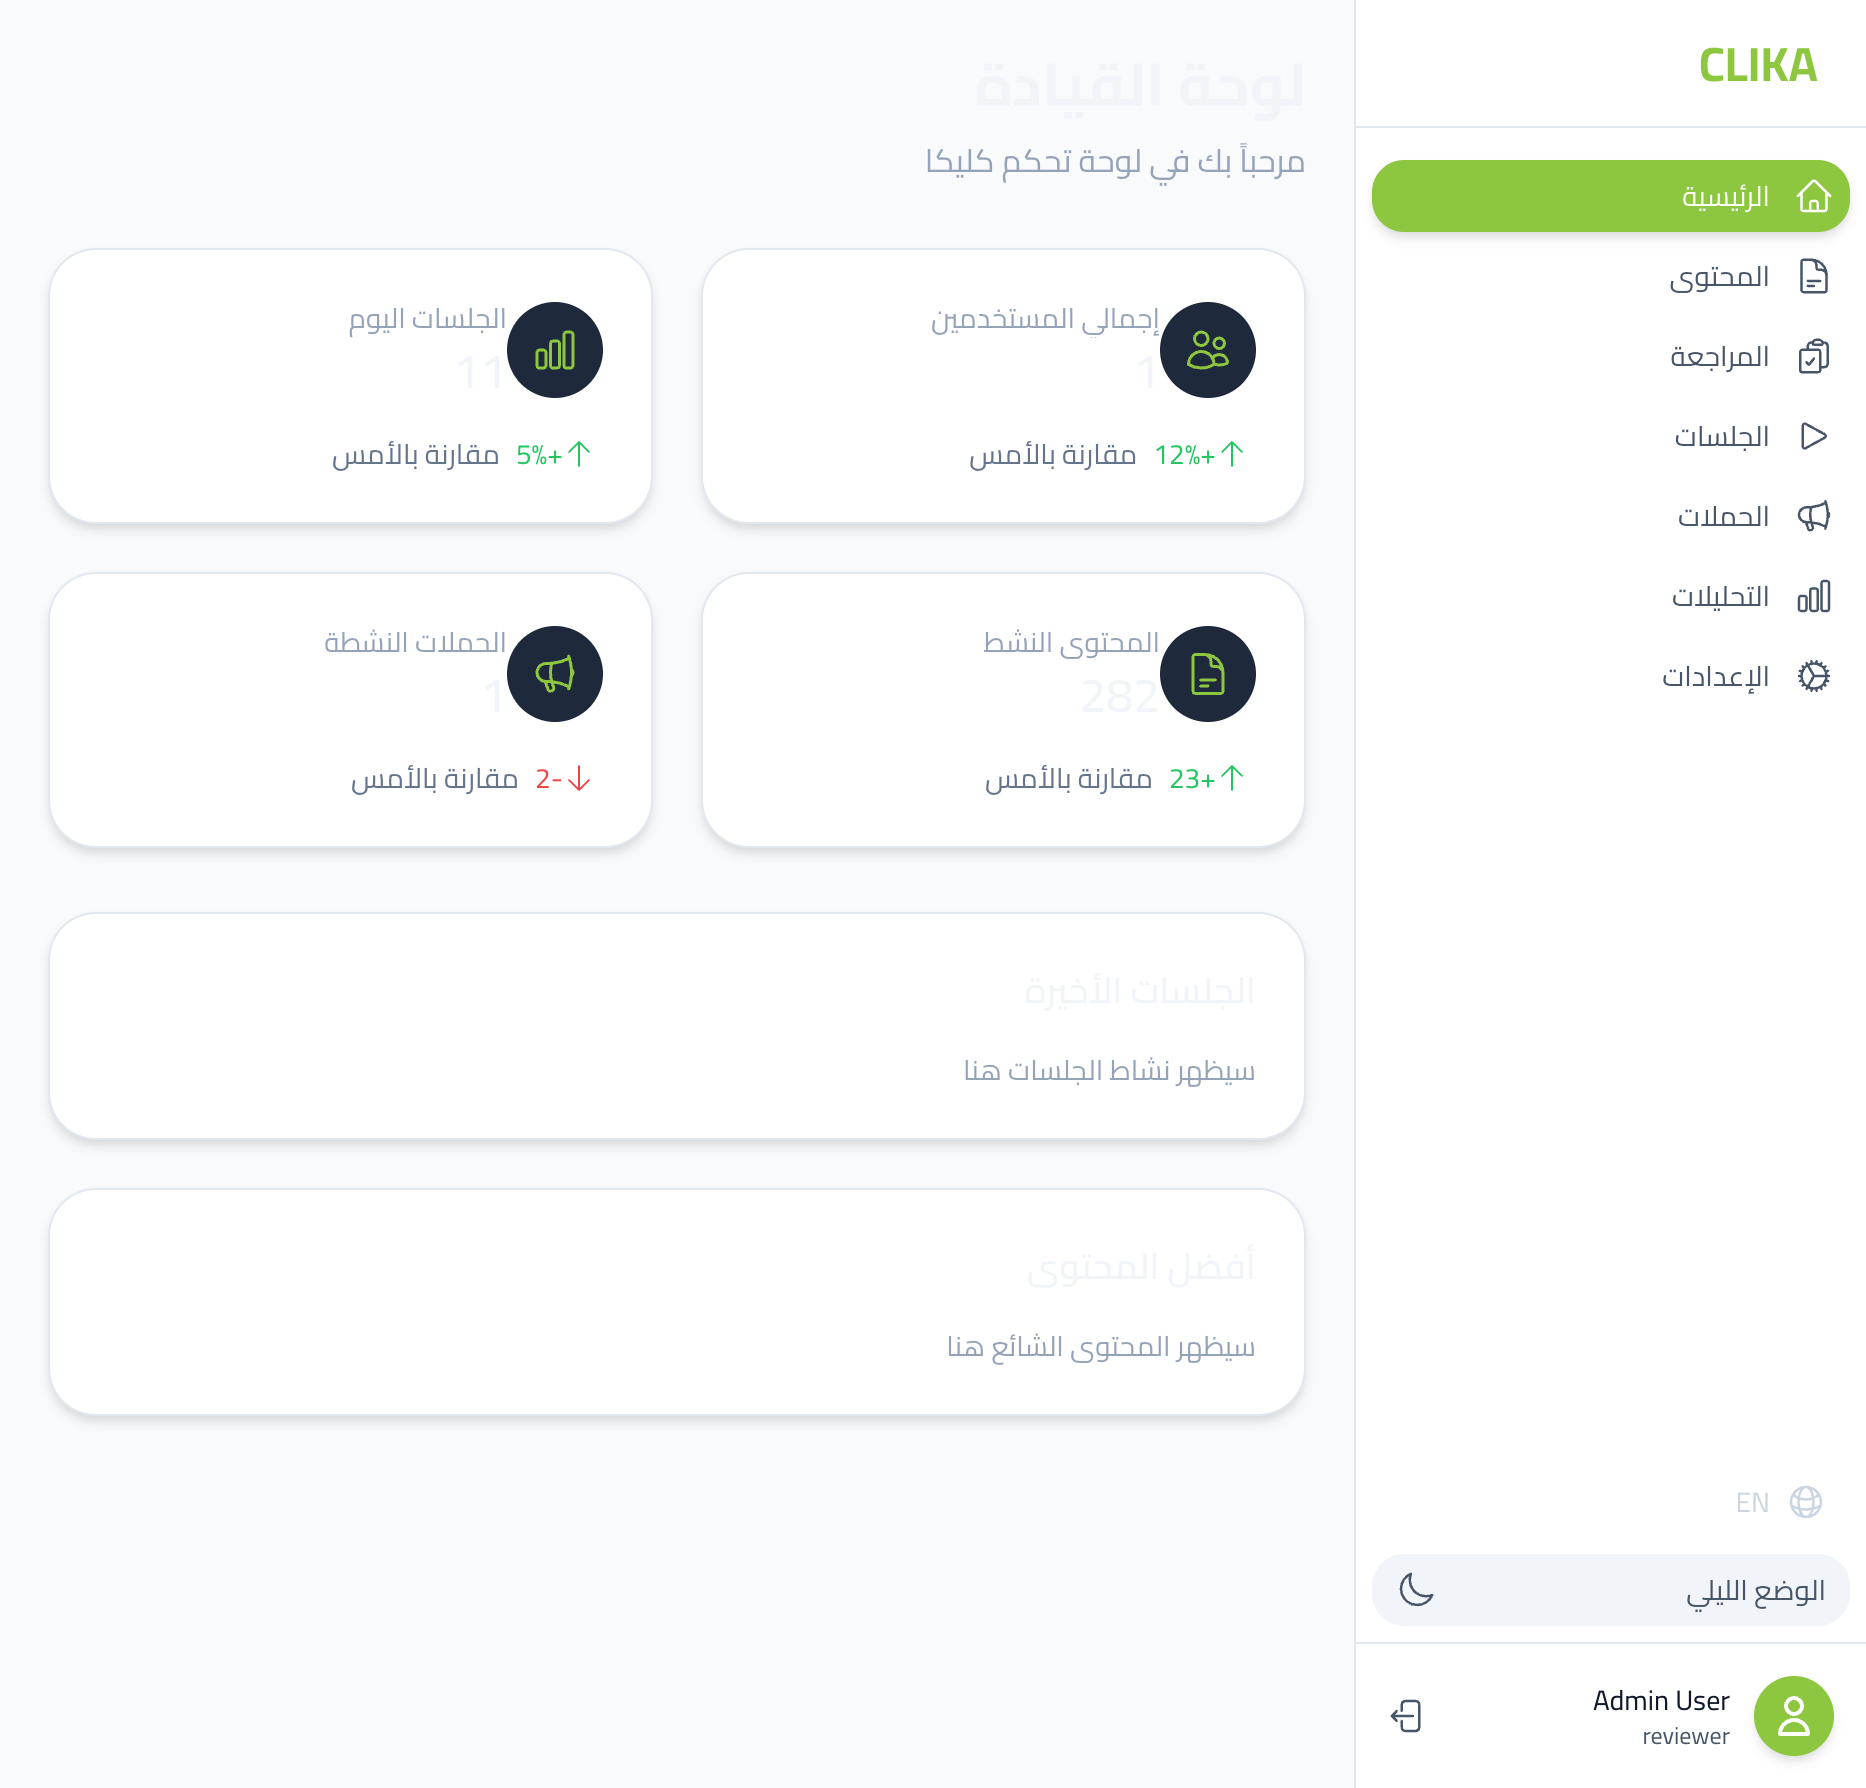 CLIKA
الرئيسية
المحتوى
المراجعة
الجلسات
الحملات
التحليلات
الإعدادات
EN
الوضع الليلي
Admin User
reviewer
لوحة القيادة
مرحباً بك في لوحة تحكم كليكا
إجمالي المستخدمين
1
+12% مقارنة بالأمس
الجلسات اليوم
11
+5% مقارنة بالأمس
المحتوى النشط
282
+23 مقارنة بالأمس
الحملات النشطة
1
-2 مقارنة بالأمس
الجلسات الأخيرة
سيظهر نشاط الجلسات هنا
أفضل المحتوى
سيظهر المحتوى الشائع هنا